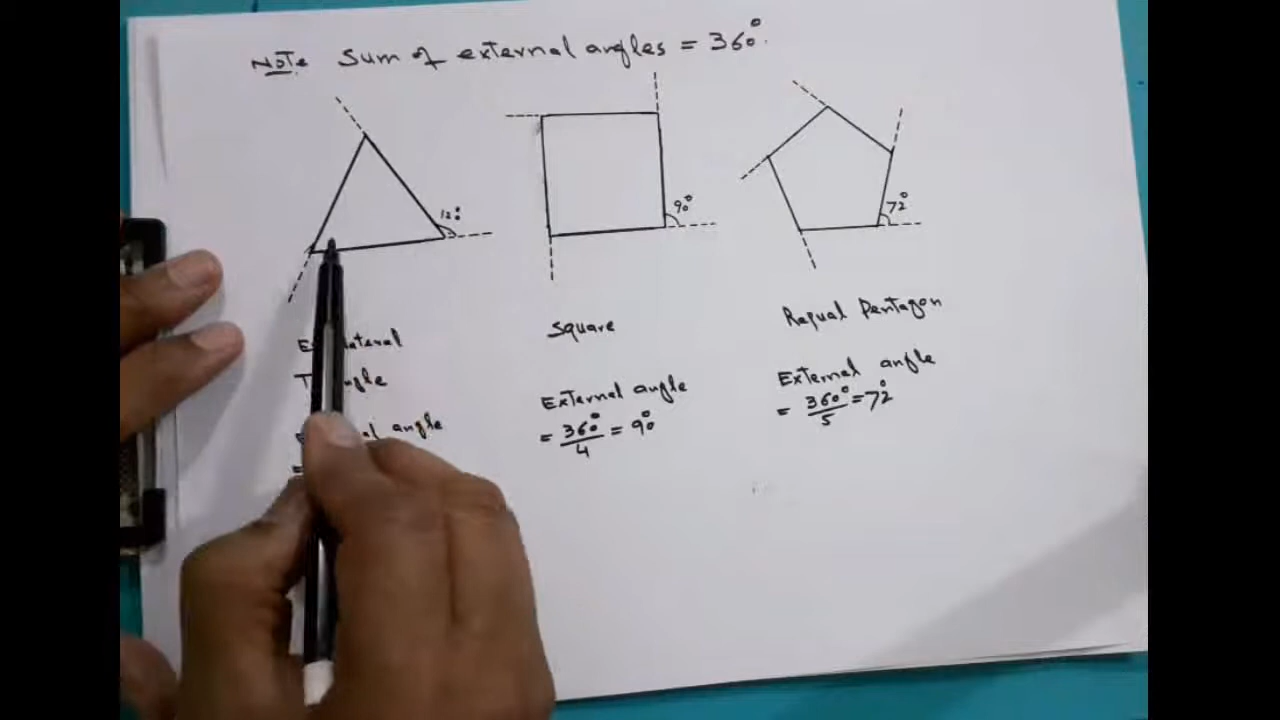 Note Sum of external angles = 360°.
120°
90°
72°
Square
Regual Pentagon
External angle
= 360°/4 = 90°
External angle
= 360°/5 = 72°
angle
=